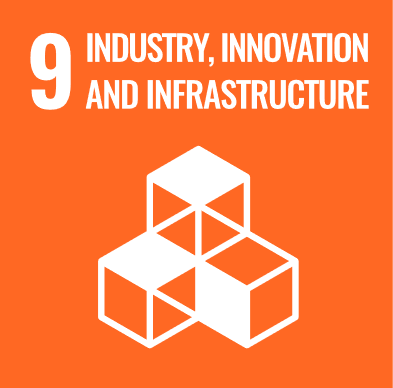 9 INDUSTRY, INNOVATION
AND INFRASTRUCTURE